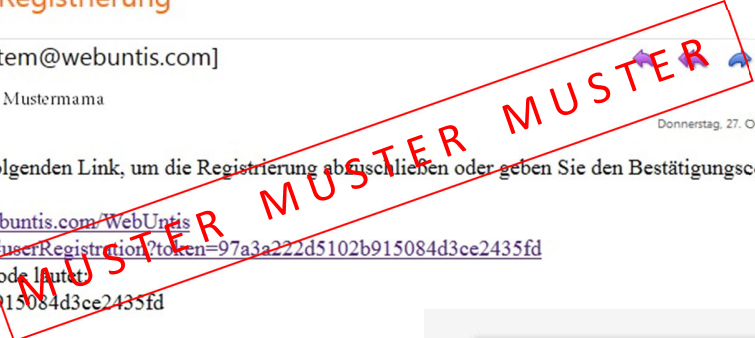 Registrierung
tem@webuntis.com]
Mustermama
Donnerstag, 27. O
olgenden Link, um die Registrierung abzuschließen oder geben Sie den Bestätigungsc
buntis.com/WebUntis
userRegistration?token=97a3a222d5102b915084d3ce2435fd
ode lautet:
915084d3ce2435fd
MUSTER MUSTER MUSTER